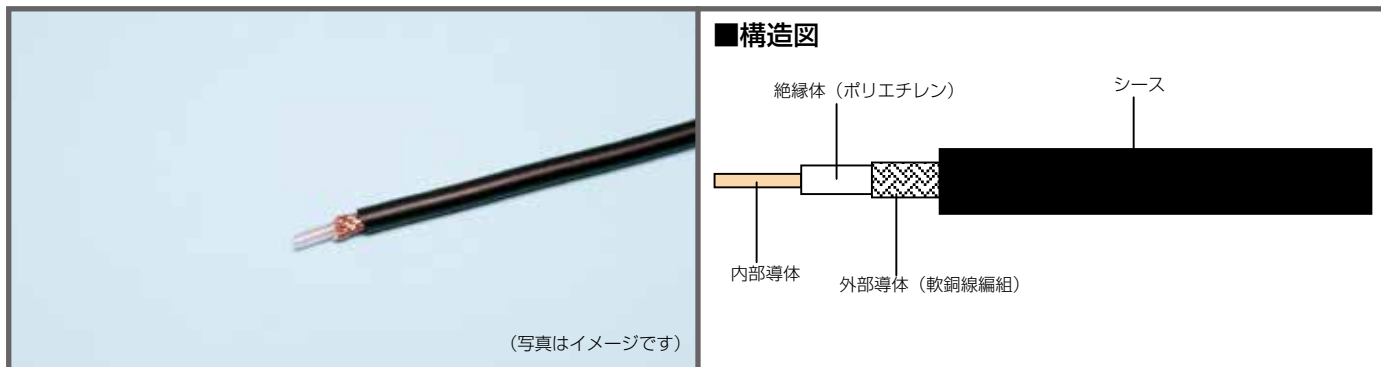 (写真はイメージです)
■構造図
絶縁体(ポリエチレン)
シース
内部導体
外部導体(軟銅線編組)